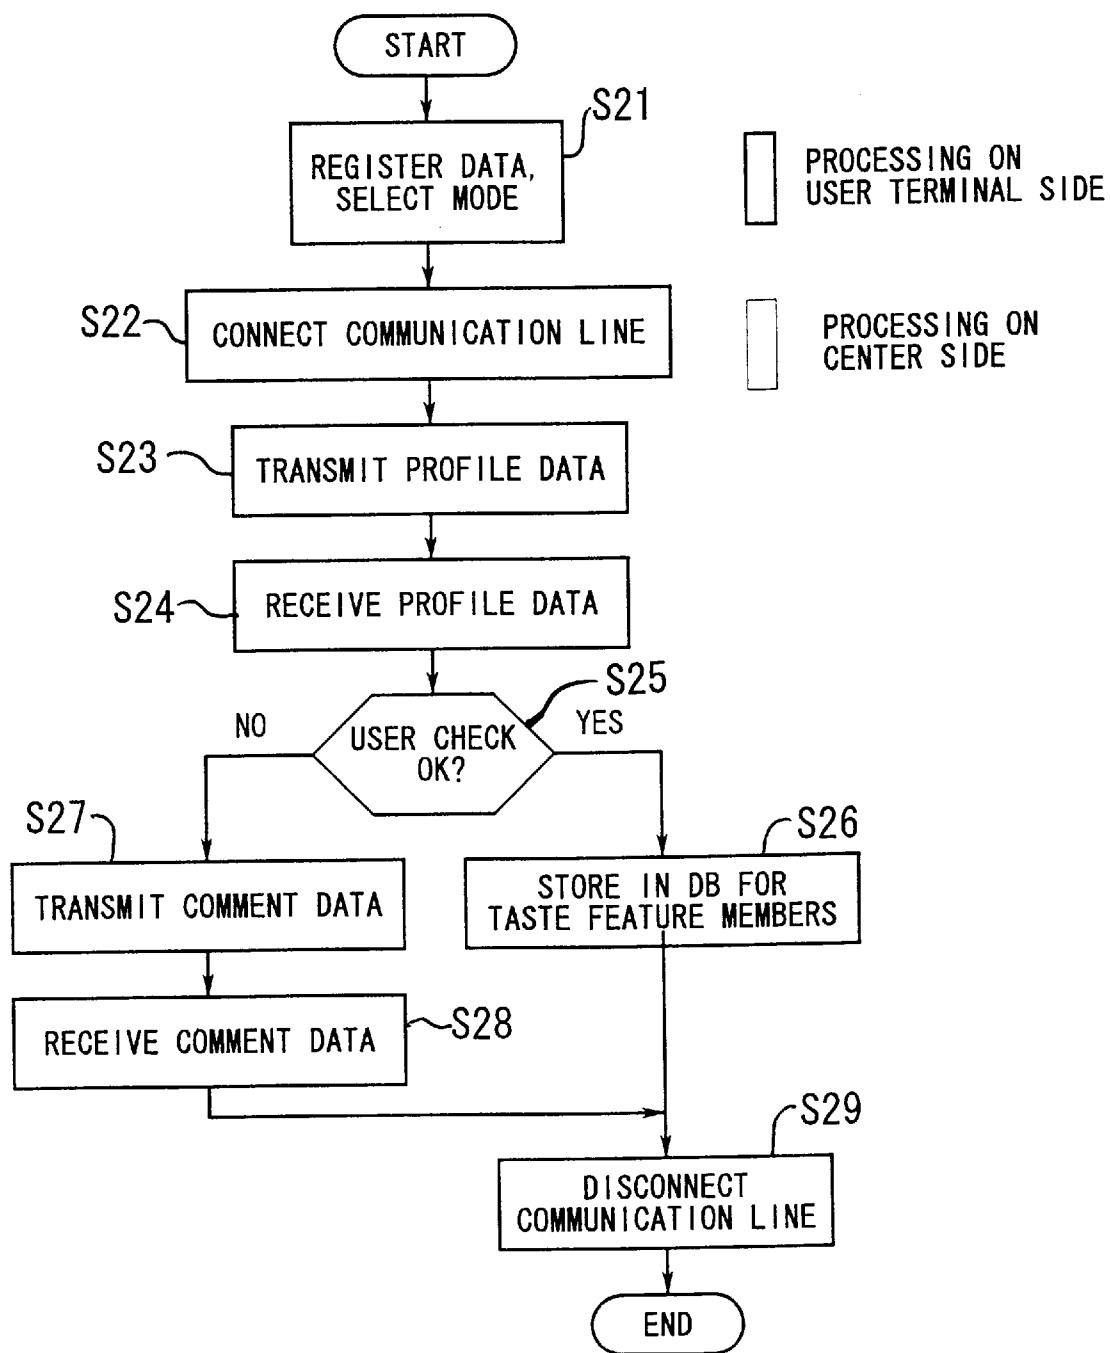 START
S21
REGISTER DATA,
SELECT MODE
PROCESSING ON
USER TERMINAL SIDE
S22
CONNECT COMMUNICATION LINE
PROCESSING ON
CENTER SIDE
S23
TRANSMIT PROFILE DATA
S24
RECEIVE PROFILE DATA
S25
NO
USER CHECK
OK?
YES
S27
TRANSMIT COMMENT DATA
S26
STORE IN DB FOR
TASTE FEATURE MEMBERS
RECEIVE COMMENT DATA
S28
S29
DISCONNECT
COMMUNICATION LINE
END